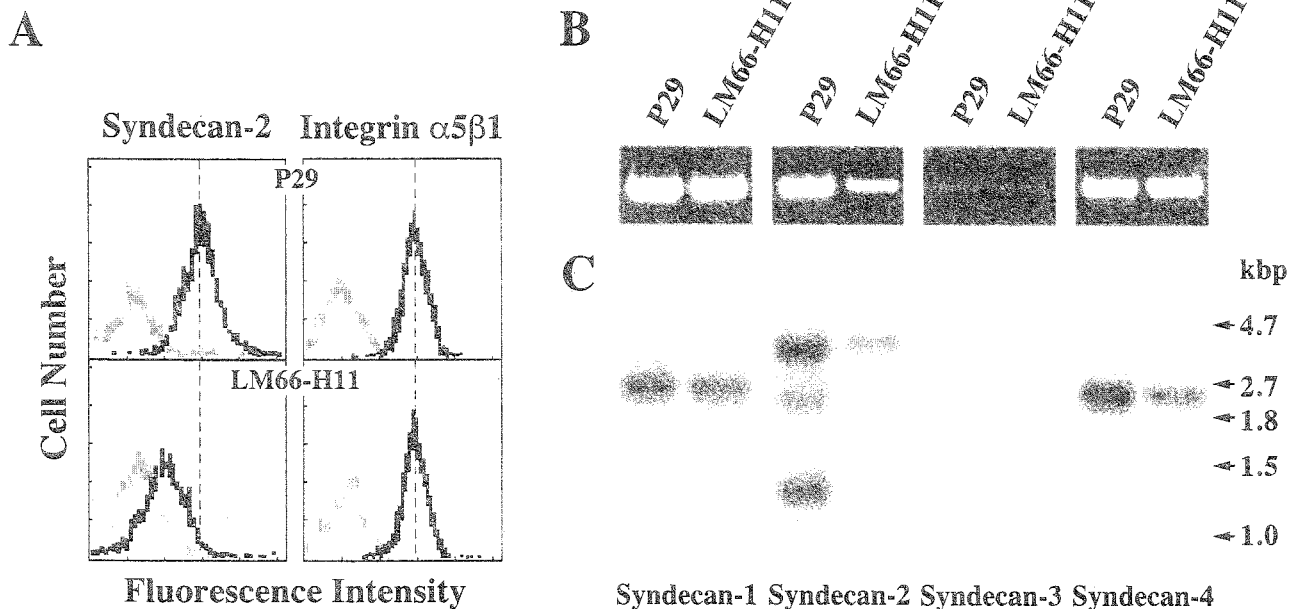 A
Syndecan-2 Integrin α5β1
P29
LM66-H11
Cell Number
Fluorescence Intensity
B
P29 LM66-H11 P29 LM66-H11 P29 LM66-H11 P29 LM66-H11
C
kbp
4.7
2.7
1.8
1.5
1.0
Syndecan-1 Syndecan-2 Syndecan-3 Syndecan-4